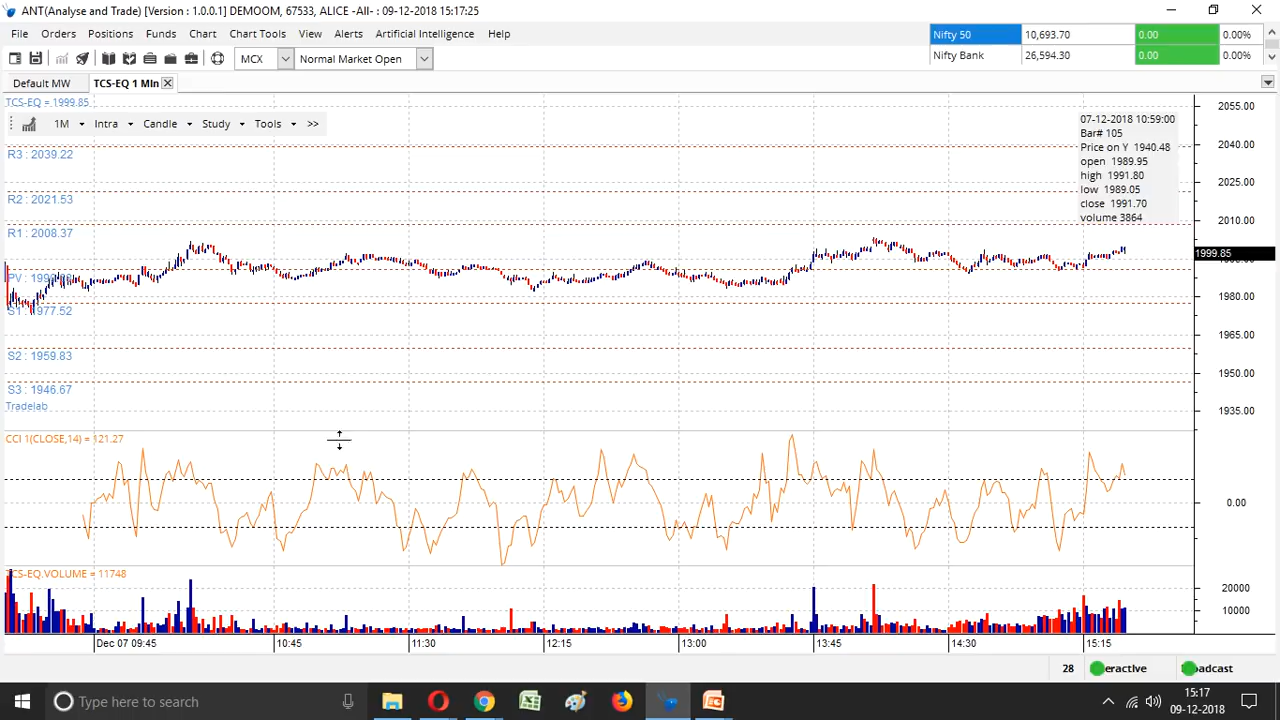 ANT(Analyse and Trade) [Version : 1.0.0.1] DEMOOM, 67533, ALICE -All- : 09-12-2018 15:17:25
File Orders Positions Funds Chart Chart Tools View Alerts Artificial Intelligence Help
Nifty 50 10,693.70 0.00 0.00%
Nifty Bank 26,594.30 0.00 0.00%
MCX Normal Market Open
Default MW TCS-EQ 1 Min
TCS-EQ = 1999.85
1M Intra Candle Study Tools >>
07-12-2018 10:59:00
Bar# 105
Price on Y 1940.48
open 1989.95
high 1991.80
low 1989.05
close 1991.70
volume 3864
R3 : 2039.22
R2 : 2021.53
R1 : 2008.37
S1 : 1977.52
S2 : 1959.83
S3 : 1946.67
Tradelab
2055.00
2040.00
2025.00
2010.00
1999.85
1980.00
1965.00
1950.00
1935.00
CCI 1(CLOSE,14) = 121.27
0.00
TCS-EQ.VOLUME = 11748
20000
10000
Dec 07 09:45 10:45 11:30 12:15 13:00 13:45 14:30 15:15
28 eractive adcast
Type here to search
15:17
09-12-2018